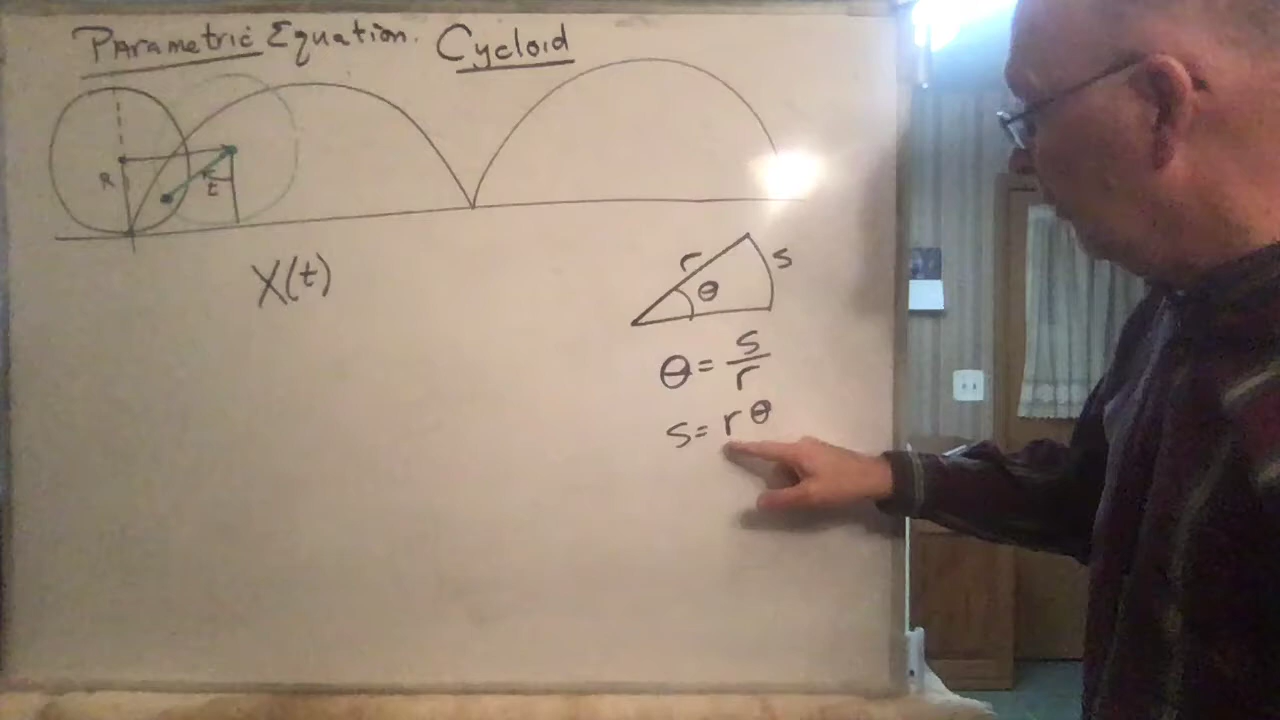 Parametric Equation. Cycloid
R
t
X(t)
r
s
θ
θ = s/r
s = rθ